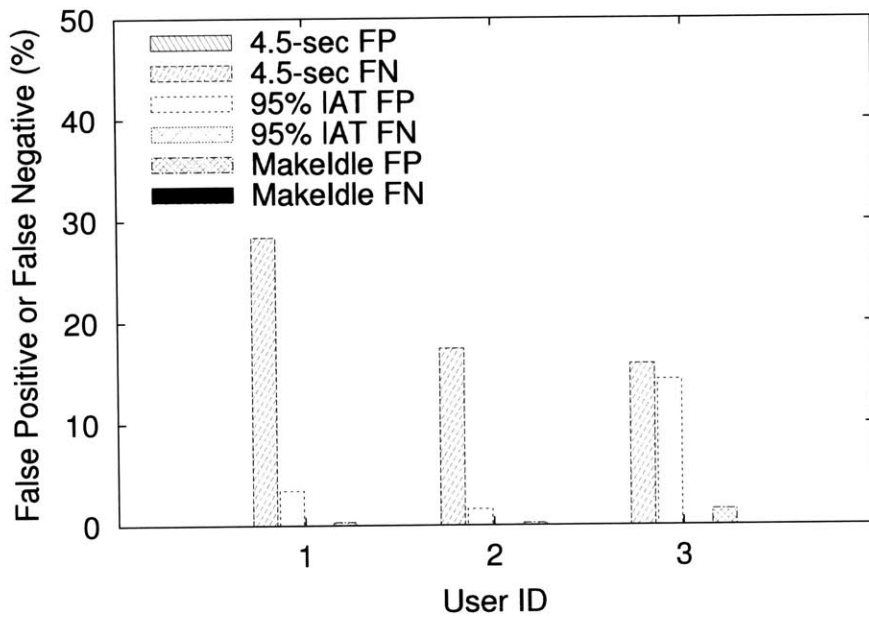 False Positive or False Negative (%)
50
40
30
20
10
0
4.5-sec FP
4.5-sec FN
95% IAT FP
95% IAT FN
MakeIdle FP
MakeIdle FN
1 2 3
User ID